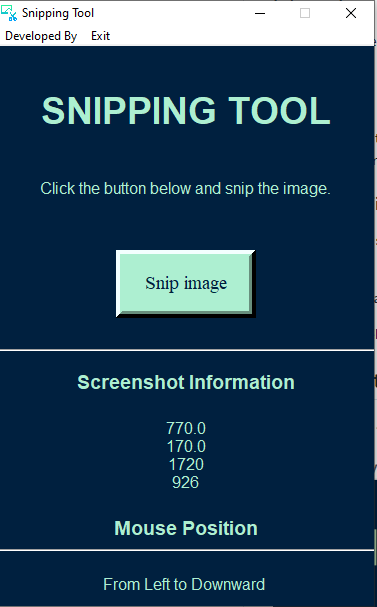 Snipping Tool
Developed By Exit
SNIPPING TOOL
Click the button below and snip the image.
Snip image
Screenshot Information
770.0
170.0
1720
926
Mouse Position
From Left to Downward